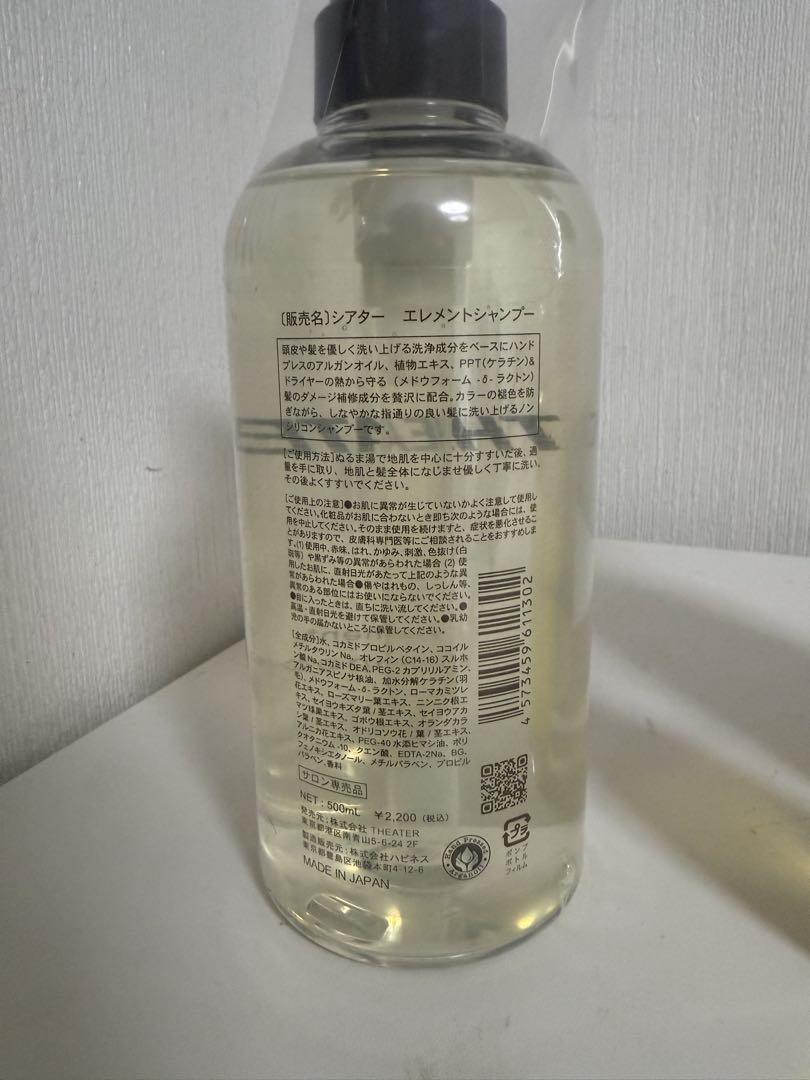 〔販売名〕シアター　エレメントシャンプー
頭皮や髪を優しく洗い上げる洗浄成分をベースにハンド
プレスのアルガンオイル、植物エキス、PPT(ケラチン)&
ドライヤーの熱から守る（メドウフォーム -δ- ラクトン）
髪のダメージ補修成分を贅沢に配合。カラーの褪色を防
ぎながら、しなやかな指通りの良い髪に洗い上げるノン
シリコンシャンプーです。
【ご使用方法】ぬるま湯で地肌を中心に十分すすいだ後、適
量を手に取り、地肌と髪全体になじませ優しく丁寧に洗い、
その後よくすすいでください。
【ご使用上の注意】●お肌に異常が生じていないかよく注意して使用し
てください。化粧品がお肌に合わないとき即ち次のような場合には、使
用を中止してください。そのまま使用を続けますと、症状を悪化させるこ
とがありますので、皮膚科専門医等にご相談されることをおすすめしま
す。(1) 使用中、赤味、はれ、かゆみ、刺激、色抜け(白
斑等）や黒ずみ等の異常があらわれた場合 (2) 使
用したお肌に、直射日光があたって上記のような異
常があらわれた場合●傷やはれもの、しっしん等、
異常のある部位にはお使いにならないでください。
●目に入ったときは、直ちに洗い流してください。●
高温・直射日光を避けて保管してください。●乳幼
児の手の届かないところに保管してください。
【全成分】水、コカミドプロピルベタイン、ココイル
メチルタウリン Na、オレフィン (C14-16) スルホ
ン酸 Na、コカミド DEA、PEG-2 カプリリルアミン、
アルガニアスピノサ核油、加水分解ケラチン（羽
毛）、メドウフォーム -δ- ラクトン、ローマカミツレ
花エキス、ローズマリー葉エキス、ニンニク根エ
キス、セイヨウキズタ葉 / 茎エキス、セイヨウアカ
マツ球果エキス、ゴボウ根エキス、オランダカラ
シ葉 / 茎エキス、オドリコソウ花 / 葉 / 茎エキス、
アルニカ花エキス、PEG-40 水添ヒマシ油、ポリ
クオタニウム -10、クエン酸、EDTA-2Na、BG、
フェノキシエタノール、メチルパラベン、プロピル
パラベン、香料
サロン専売品
NET : 500mL　￥2,200（税込）
発売元 : 株式会社 THEATER
東京都港区南青山5-6-24 2F
製造販売元 : 株式会社ハピネス
東京都豊島区池袋本町4-12-6
MADE IN JAPAN
4 573459 611302
Hand Pressed
Arganoil
プラ
ポンプ
ボトル
フィルム